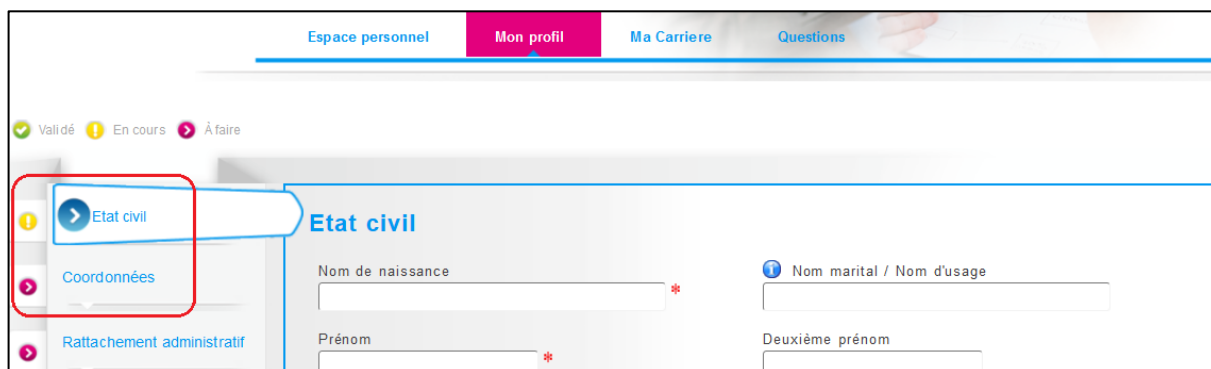 Espace personnel Mon profil Ma Carriere Questions
Validé En cours À faire
Etat civil
Coordonnées
Rattachement administratif
Etat civil
Nom de naissance Nom marital / Nom d'usage
*
Prénom Deuxième prénom
*